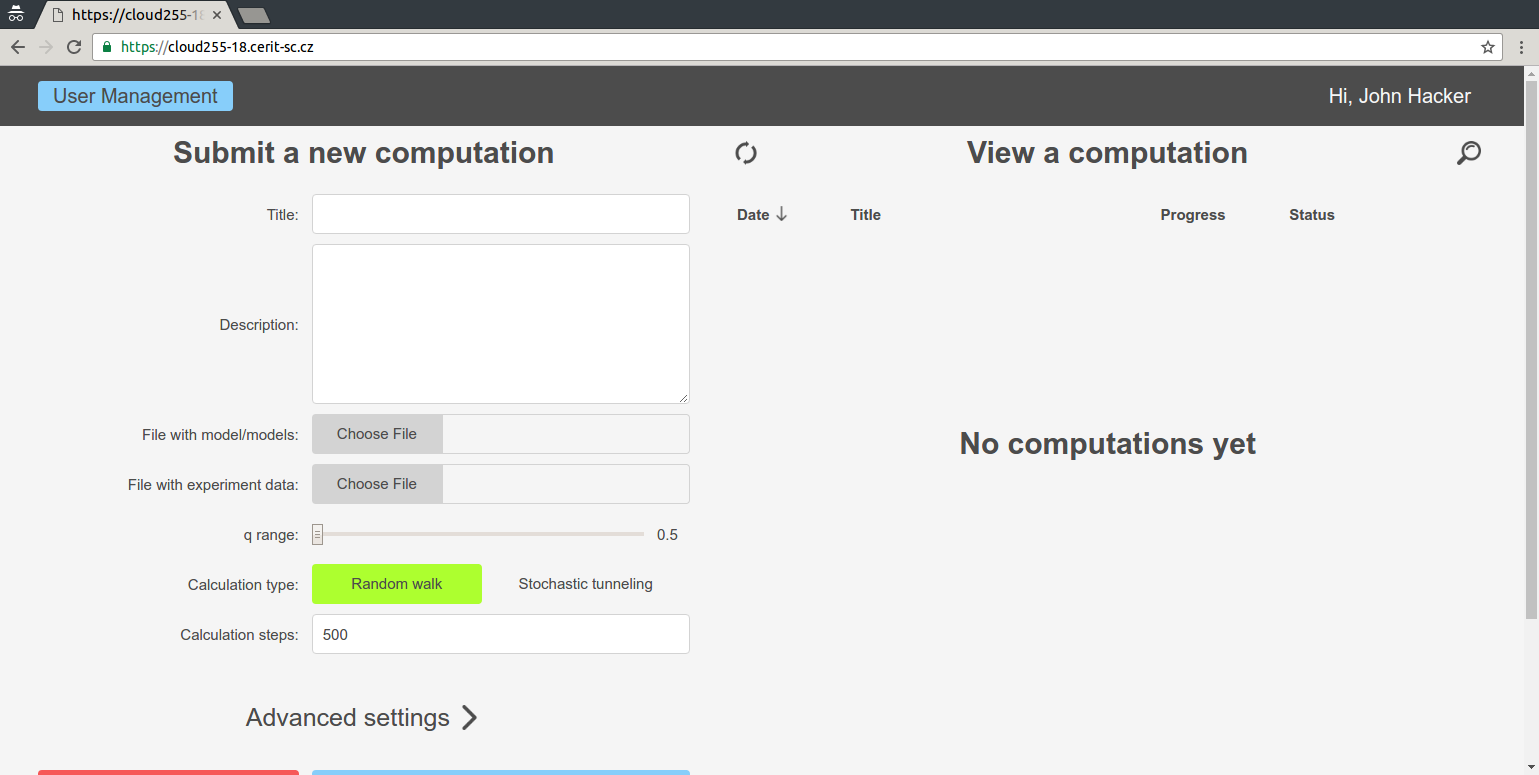 https://cloud255-18
https://cloud255-18.cerit-sc.cz
User Management
Hi, John Hacker
Submit a new computation
View a computation
Title:
Date
Title
Progress
Status
Description:
No computations yet
File with model/models:
Choose File
File with experiment data:
Choose File
q range:
0.5
Calculation type:
Random walk
Stochastic tunneling
Calculation steps:
500
Advanced settings